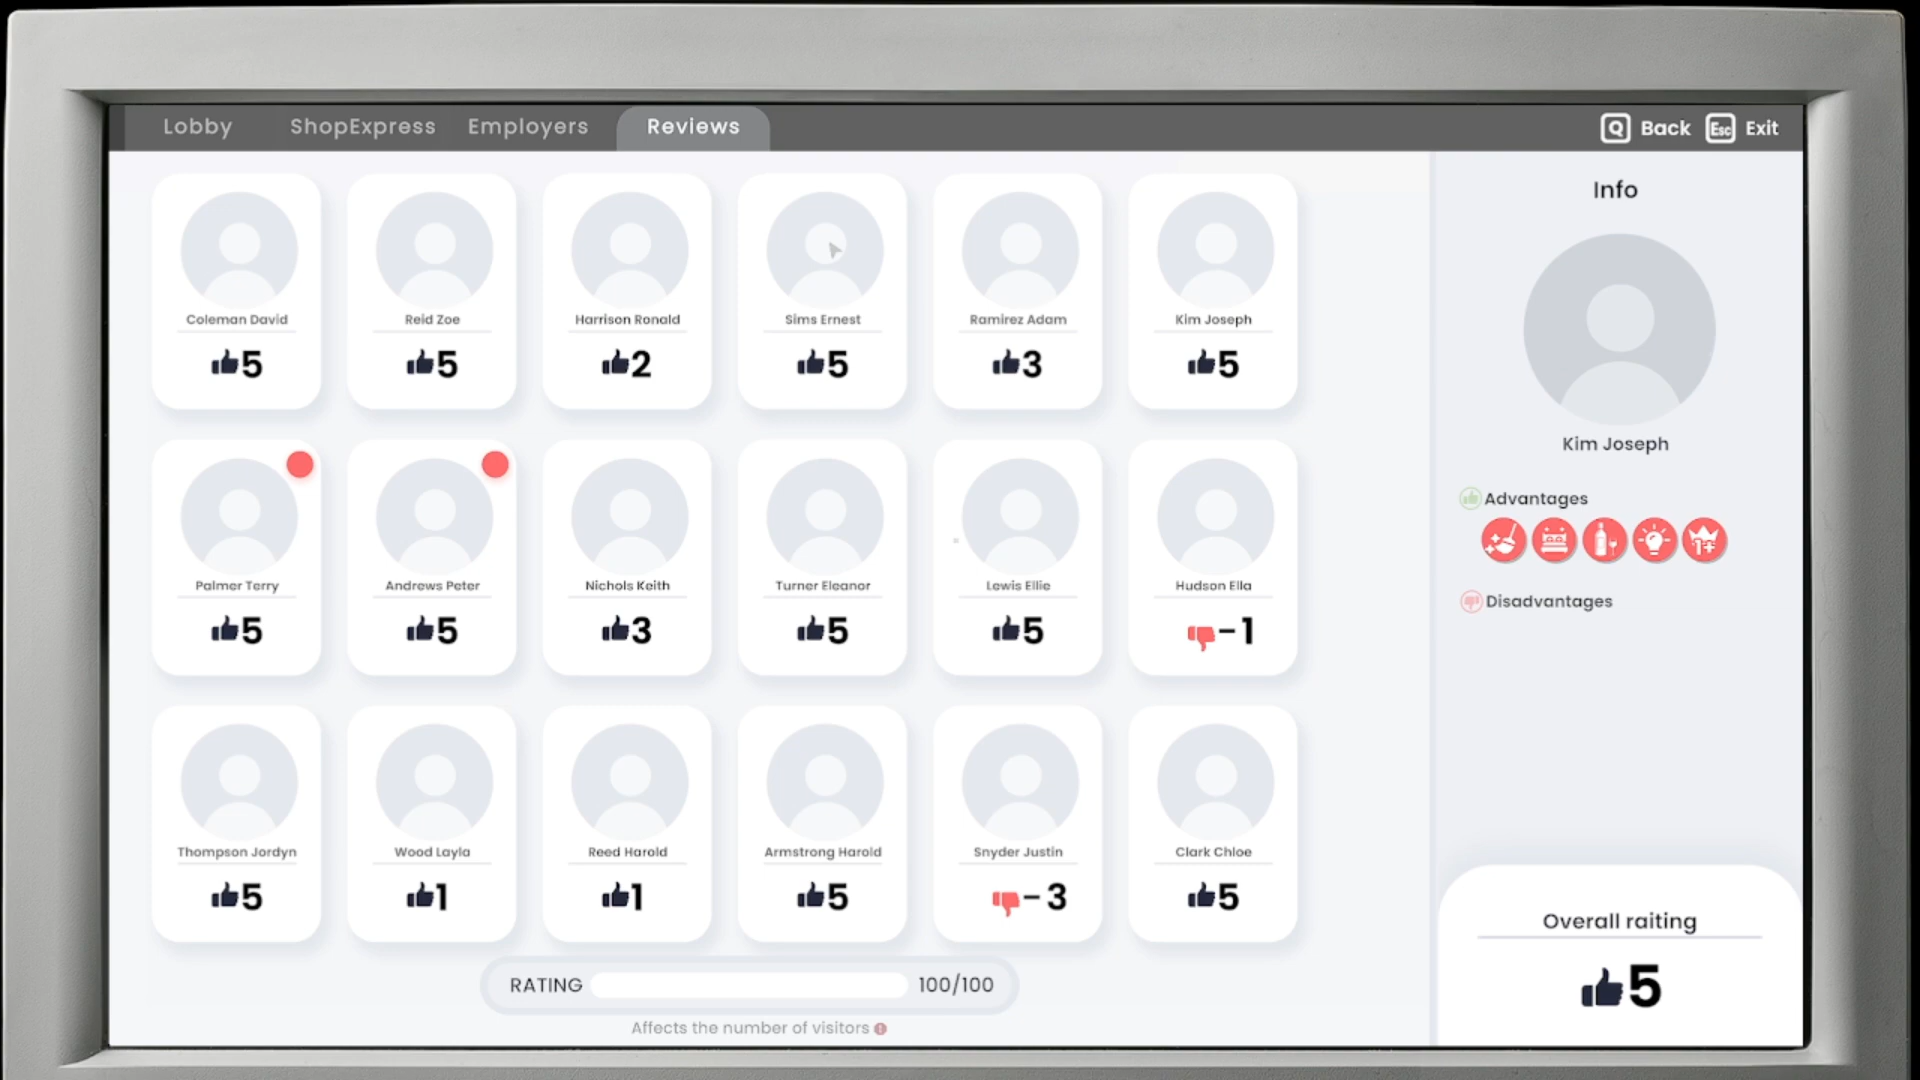 Lobby
ShopExpress
Employers
Reviews
Q Back
Esc Exit
Coleman David
5
Reid Zoe
5
Harrison Ronald
2
Sims Ernest
5
Ramirez Adam
3
Kim Joseph
5
Palmer Terry
5
Andrews Peter
5
Nichols Keith
3
Turner Eleanor
5
Lewis Ellie
5
Hudson Ella
-1
Thompson Jordyn
5
Wood Layla
1
Reed Harold
1
Armstrong Harold
5
Snyder Justin
-3
Clark Chloe
5
RATING 100/100
Affects the number of visitors !
Info
Kim Joseph
Advantages
1+
Disadvantages
Overall raiting
5